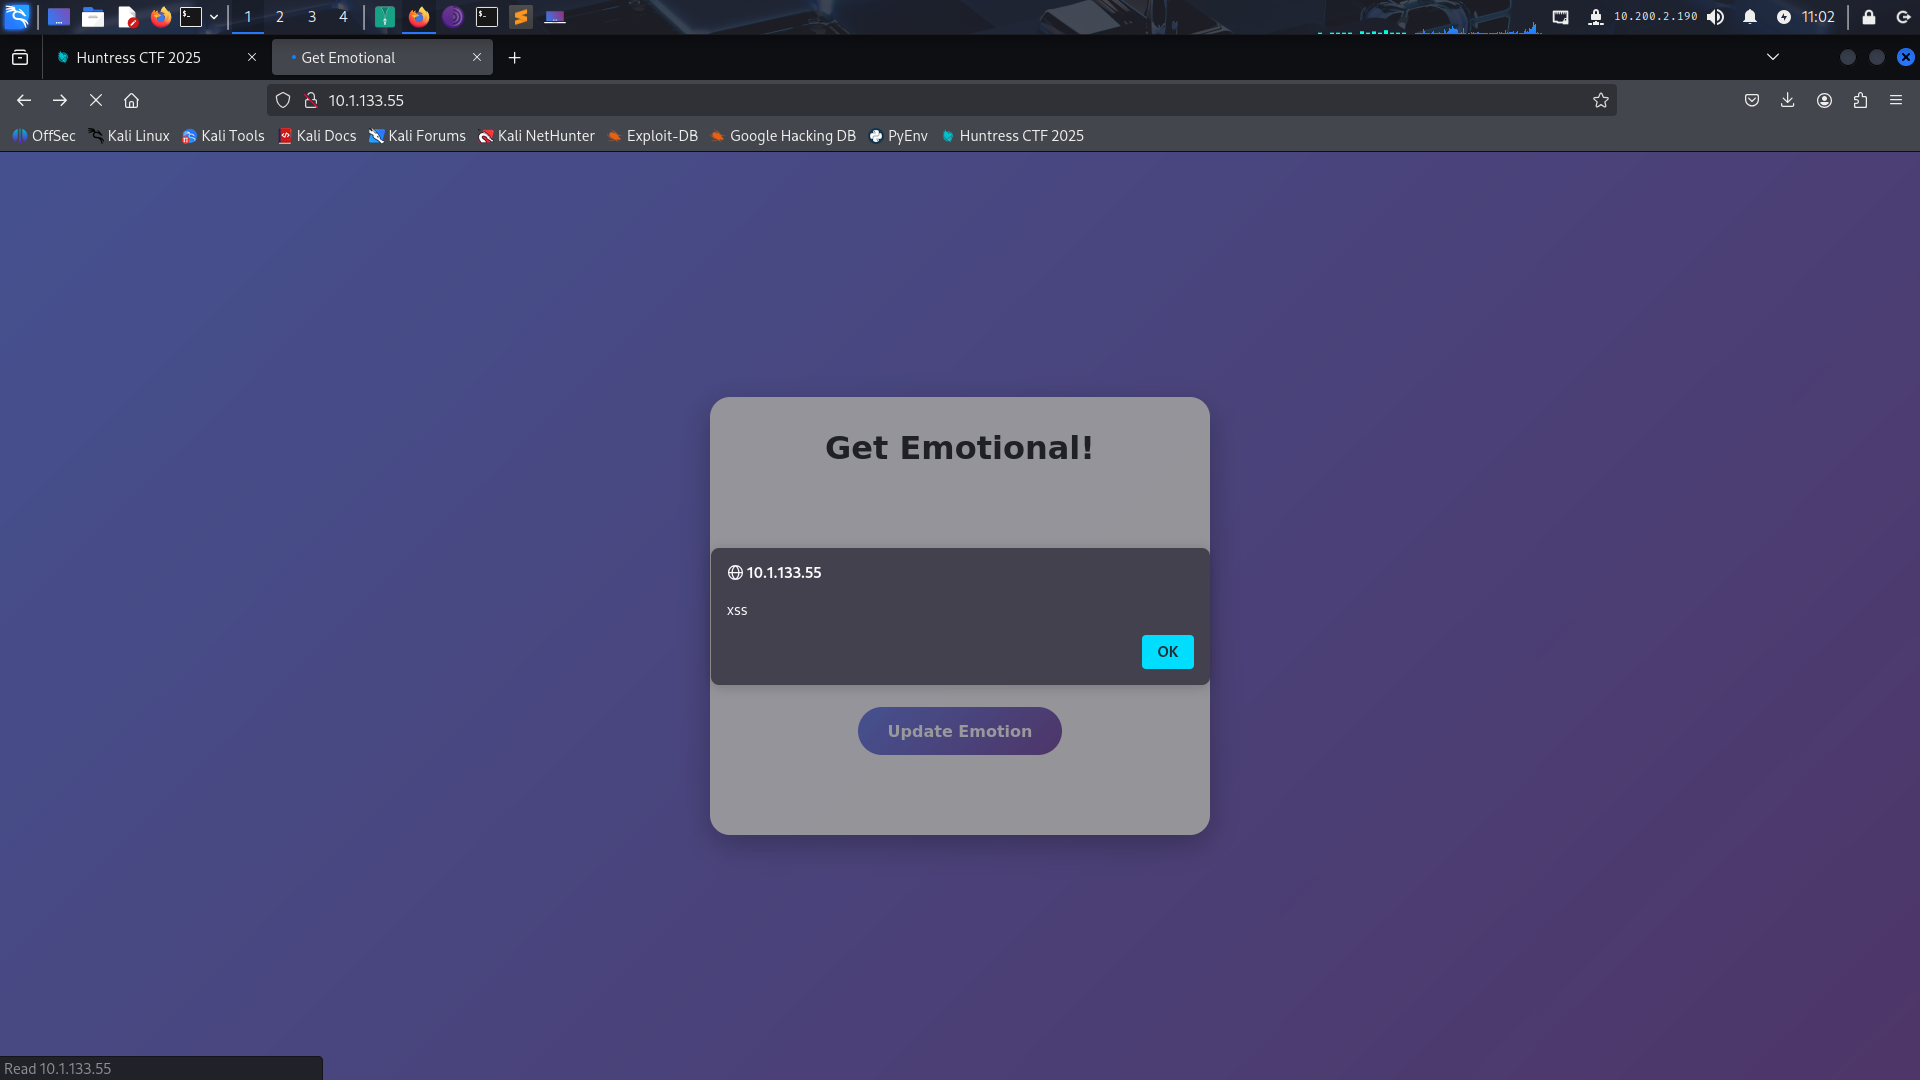 1 2 3 4 10.200.2.190 11:02
Huntress CTF 2025 Get Emotional
10.1.133.55
OffSec Kali Linux Kali Tools Kali Docs Kali Forums Kali NetHunter Exploit-DB Google Hacking DB PyEnv Huntress CTF 2025
Get Emotional!
10.1.133.55
xss
OK
Update Emotion
Read 10.1.133.55